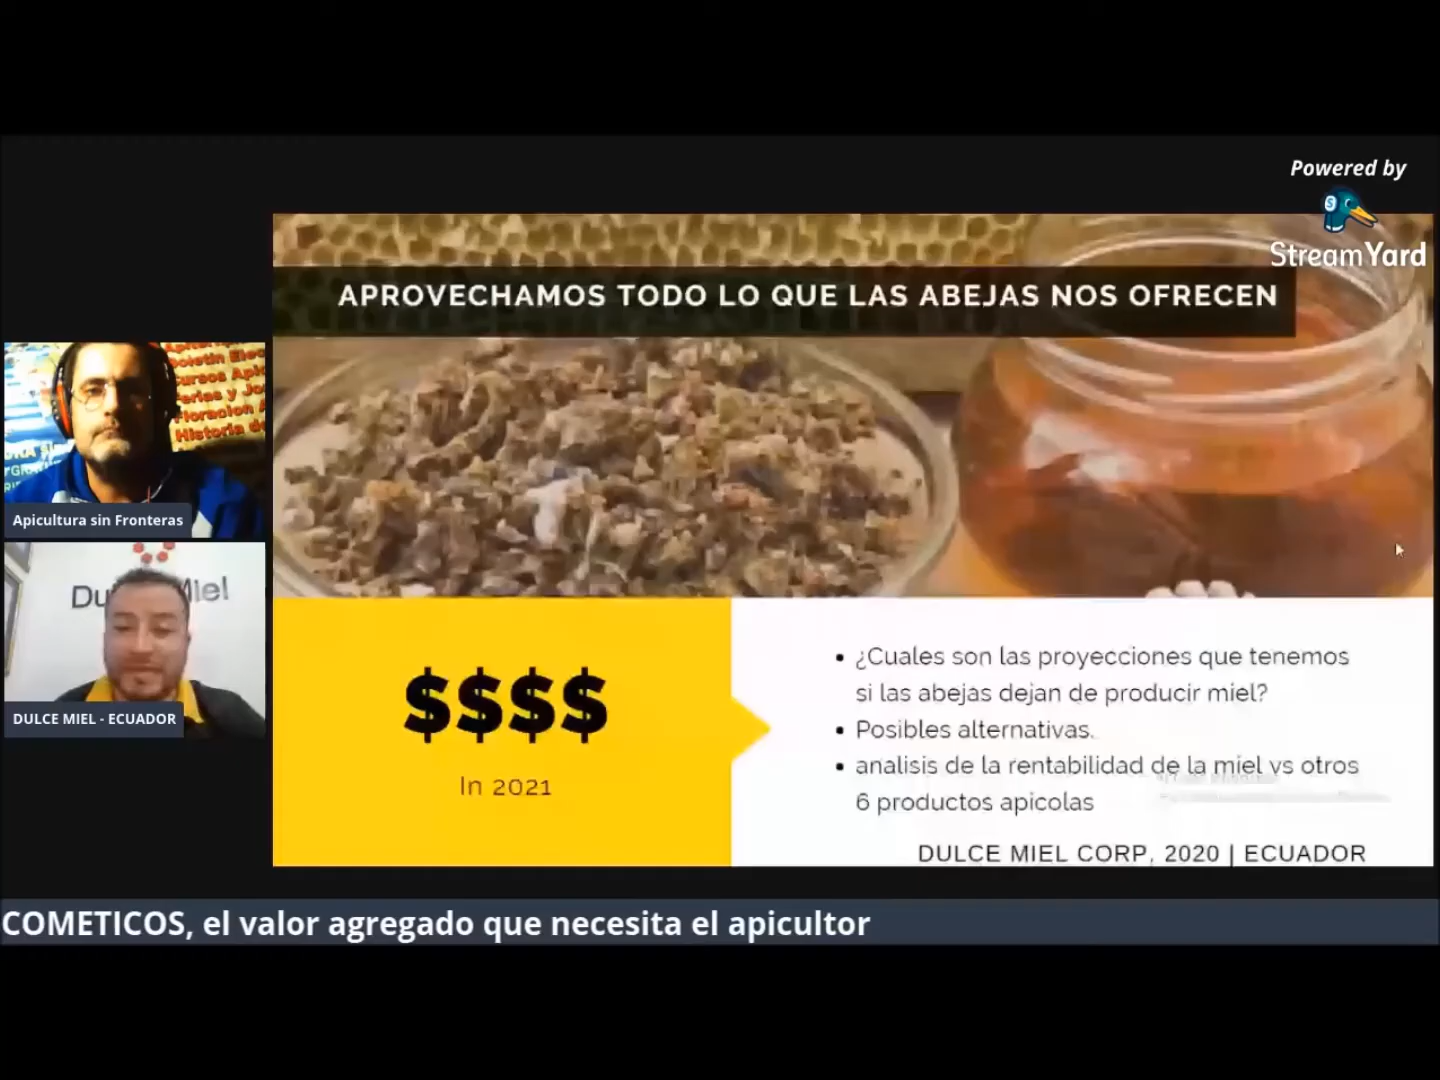 Powered by
StreamYard
APROVECHAMOS TODO LO QUE LAS ABEJAS NOS OFRECEN
Historia
Apicultura sin Fronteras
DULCE MIEL - ECUADOR
$$$$
In 2021
¿Cuales son las proyecciones que tenemos
si las abejas dejan de producir miel?
Posibles alternativas.
analisis de la rentabilidad de la miel vs otros
6 productos apicolas
DULCE MIEL CORP, 2020 | ECUADOR
COMETICOS, el valor agregado que necesita el apicultor